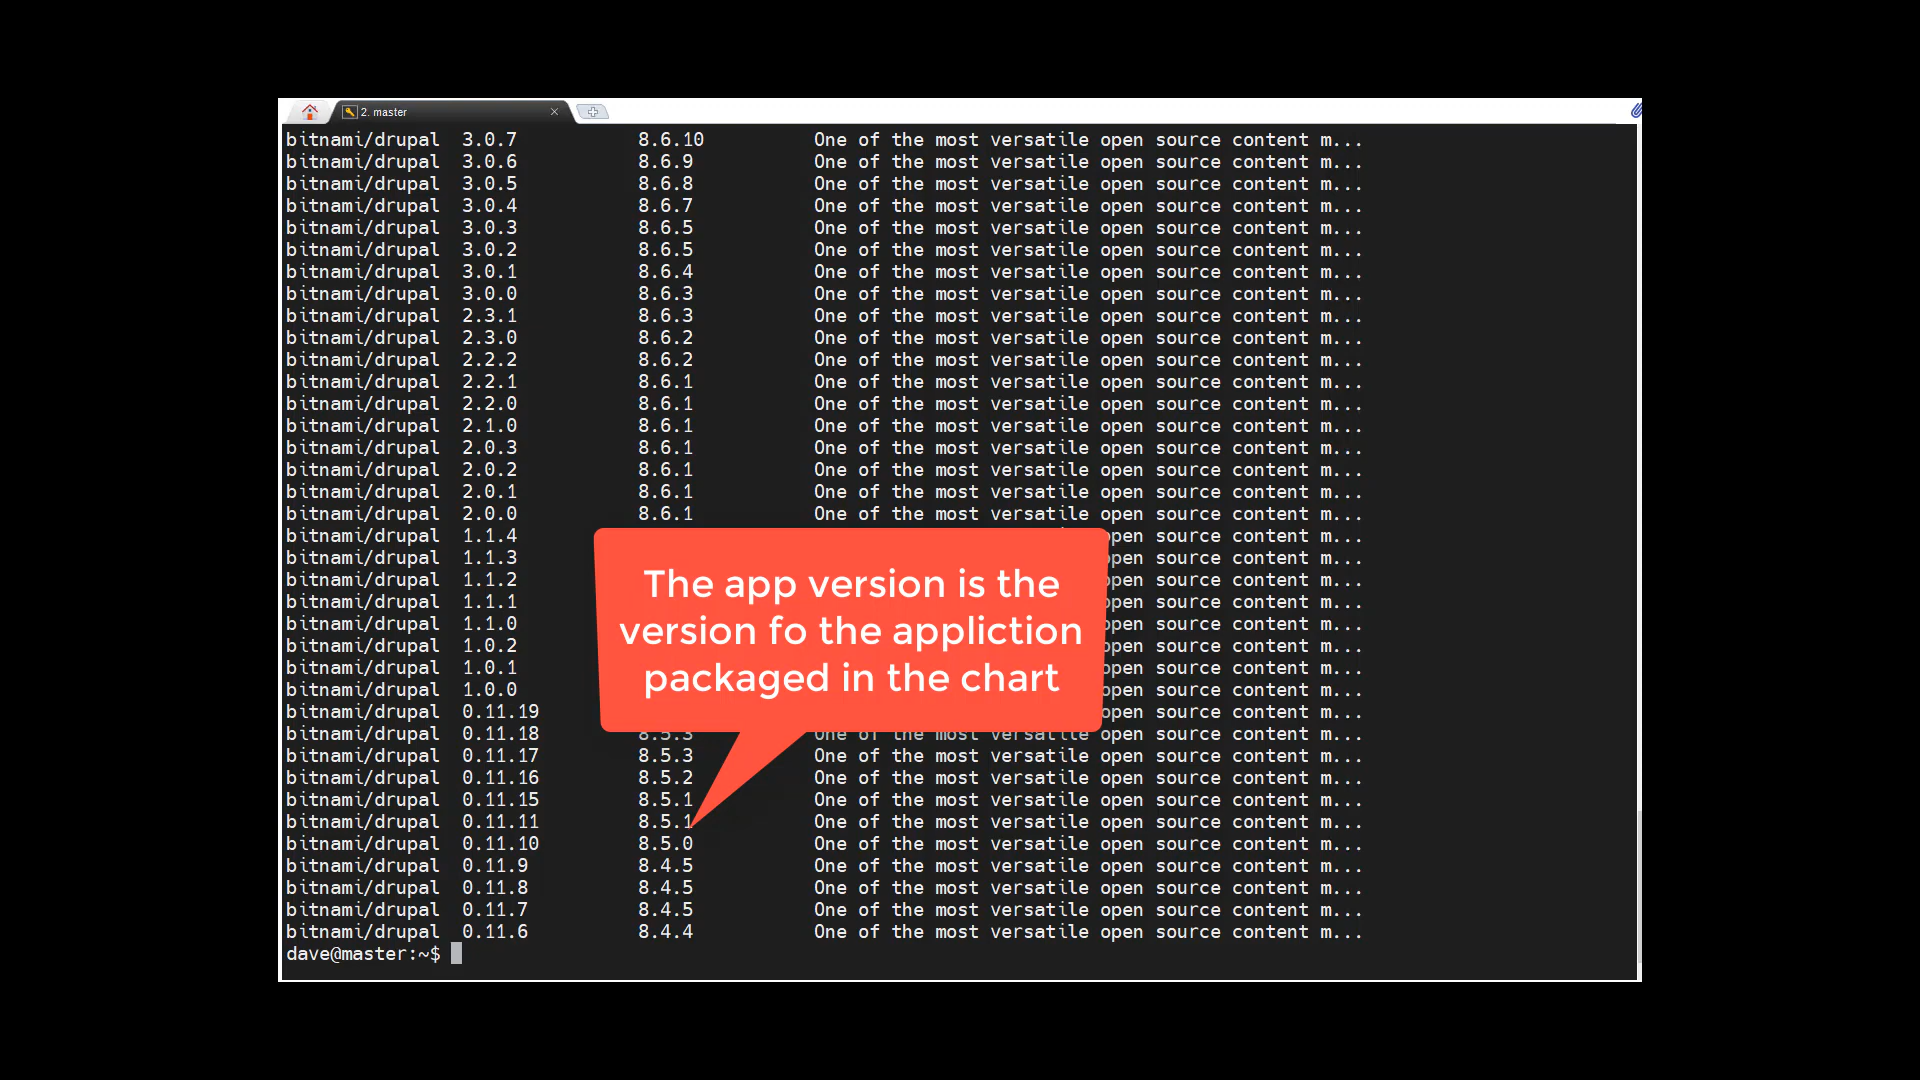 2. master
bitnami/drupal 3.0.7 8.6.10 One of the most versatile open source content m...
bitnami/drupal 3.0.6 8.6.9 One of the most versatile open source content m...
bitnami/drupal 3.0.5 8.6.8 One of the most versatile open source content m...
bitnami/drupal 3.0.4 8.6.7 One of the most versatile open source content m...
bitnami/drupal 3.0.3 8.6.5 One of the most versatile open source content m...
bitnami/drupal 3.0.2 8.6.5 One of the most versatile open source content m...
bitnami/drupal 3.0.1 8.6.4 One of the most versatile open source content m...
bitnami/drupal 3.0.0 8.6.3 One of the most versatile open source content m...
bitnami/drupal 2.3.1 8.6.3 One of the most versatile open source content m...
bitnami/drupal 2.3.0 8.6.2 One of the most versatile open source content m...
bitnami/drupal 2.2.2 8.6.2 One of the most versatile open source content m...
bitnami/drupal 2.2.1 8.6.1 One of the most versatile open source content m...
bitnami/drupal 2.2.0 8.6.1 One of the most versatile open source content m...
bitnami/drupal 2.1.0 8.6.1 One of the most versatile open source content m...
bitnami/drupal 2.0.3 8.6.1 One of the most versatile open source content m...
bitnami/drupal 2.0.2 8.6.1 One of the most versatile open source content m...
bitnami/drupal 2.0.1 8.6.1 One of the most versatile open source content m...
bitnami/drupal 2.0.0 8.6.1 One of the most versatile open source content m...
bitnami/drupal 1.1.4 open source content m...
bitnami/drupal 1.1.3 open source content m...
bitnami/drupal 1.1.2 open source content m...
bitnami/drupal 1.1.1 open source content m...
bitnami/drupal 1.1.0 open source content m...
bitnami/drupal 1.0.2 open source content m...
bitnami/drupal 1.0.1 open source content m...
bitnami/drupal 1.0.0 open source content m...
bitnami/drupal 0.11.19 open source content m...
bitnami/drupal 0.11.18 8.5.3 One of the most versatile open source content m...
bitnami/drupal 0.11.17 8.5.3 One of the most versatile open source content m...
bitnami/drupal 0.11.16 8.5.2 One of the most versatile open source content m...
bitnami/drupal 0.11.15 8.5.1 One of the most versatile open source content m...
bitnami/drupal 0.11.11 8.5.1 One of the most versatile open source content m...
bitnami/drupal 0.11.10 8.5.0 One of the most versatile open source content m...
bitnami/drupal 0.11.9 8.4.5 One of the most versatile open source content m...
bitnami/drupal 0.11.8 8.4.5 One of the most versatile open source content m...
bitnami/drupal 0.11.7 8.4.5 One of the most versatile open source content m...
bitnami/drupal 0.11.6 8.4.4 One of the most versatile open source content m...
dave@master:~$
The app version is the
version fo the appliction
packaged in the chart